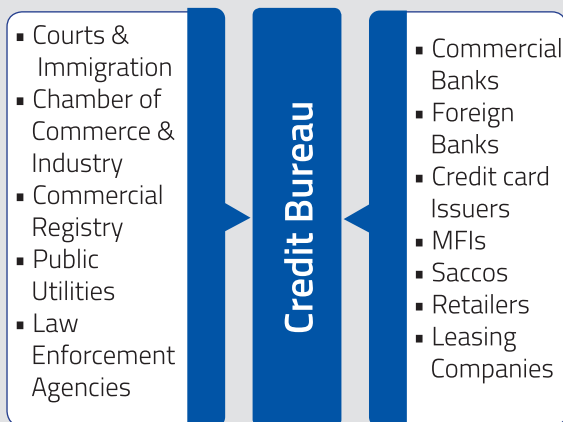 ▪ Courts &
Immigration
▪ Chamber of
Commerce &
Industry
▪ Commercial
Registry
▪ Public
Utilities
▪ Law
Enforcement
Agencies
Credit Bureau
▪ Commercial
Banks
▪ Foreign
Banks
▪ Credit card
Issuers
▪ MFIs
▪ Saccos
▪ Retailers
▪ Leasing
Companies